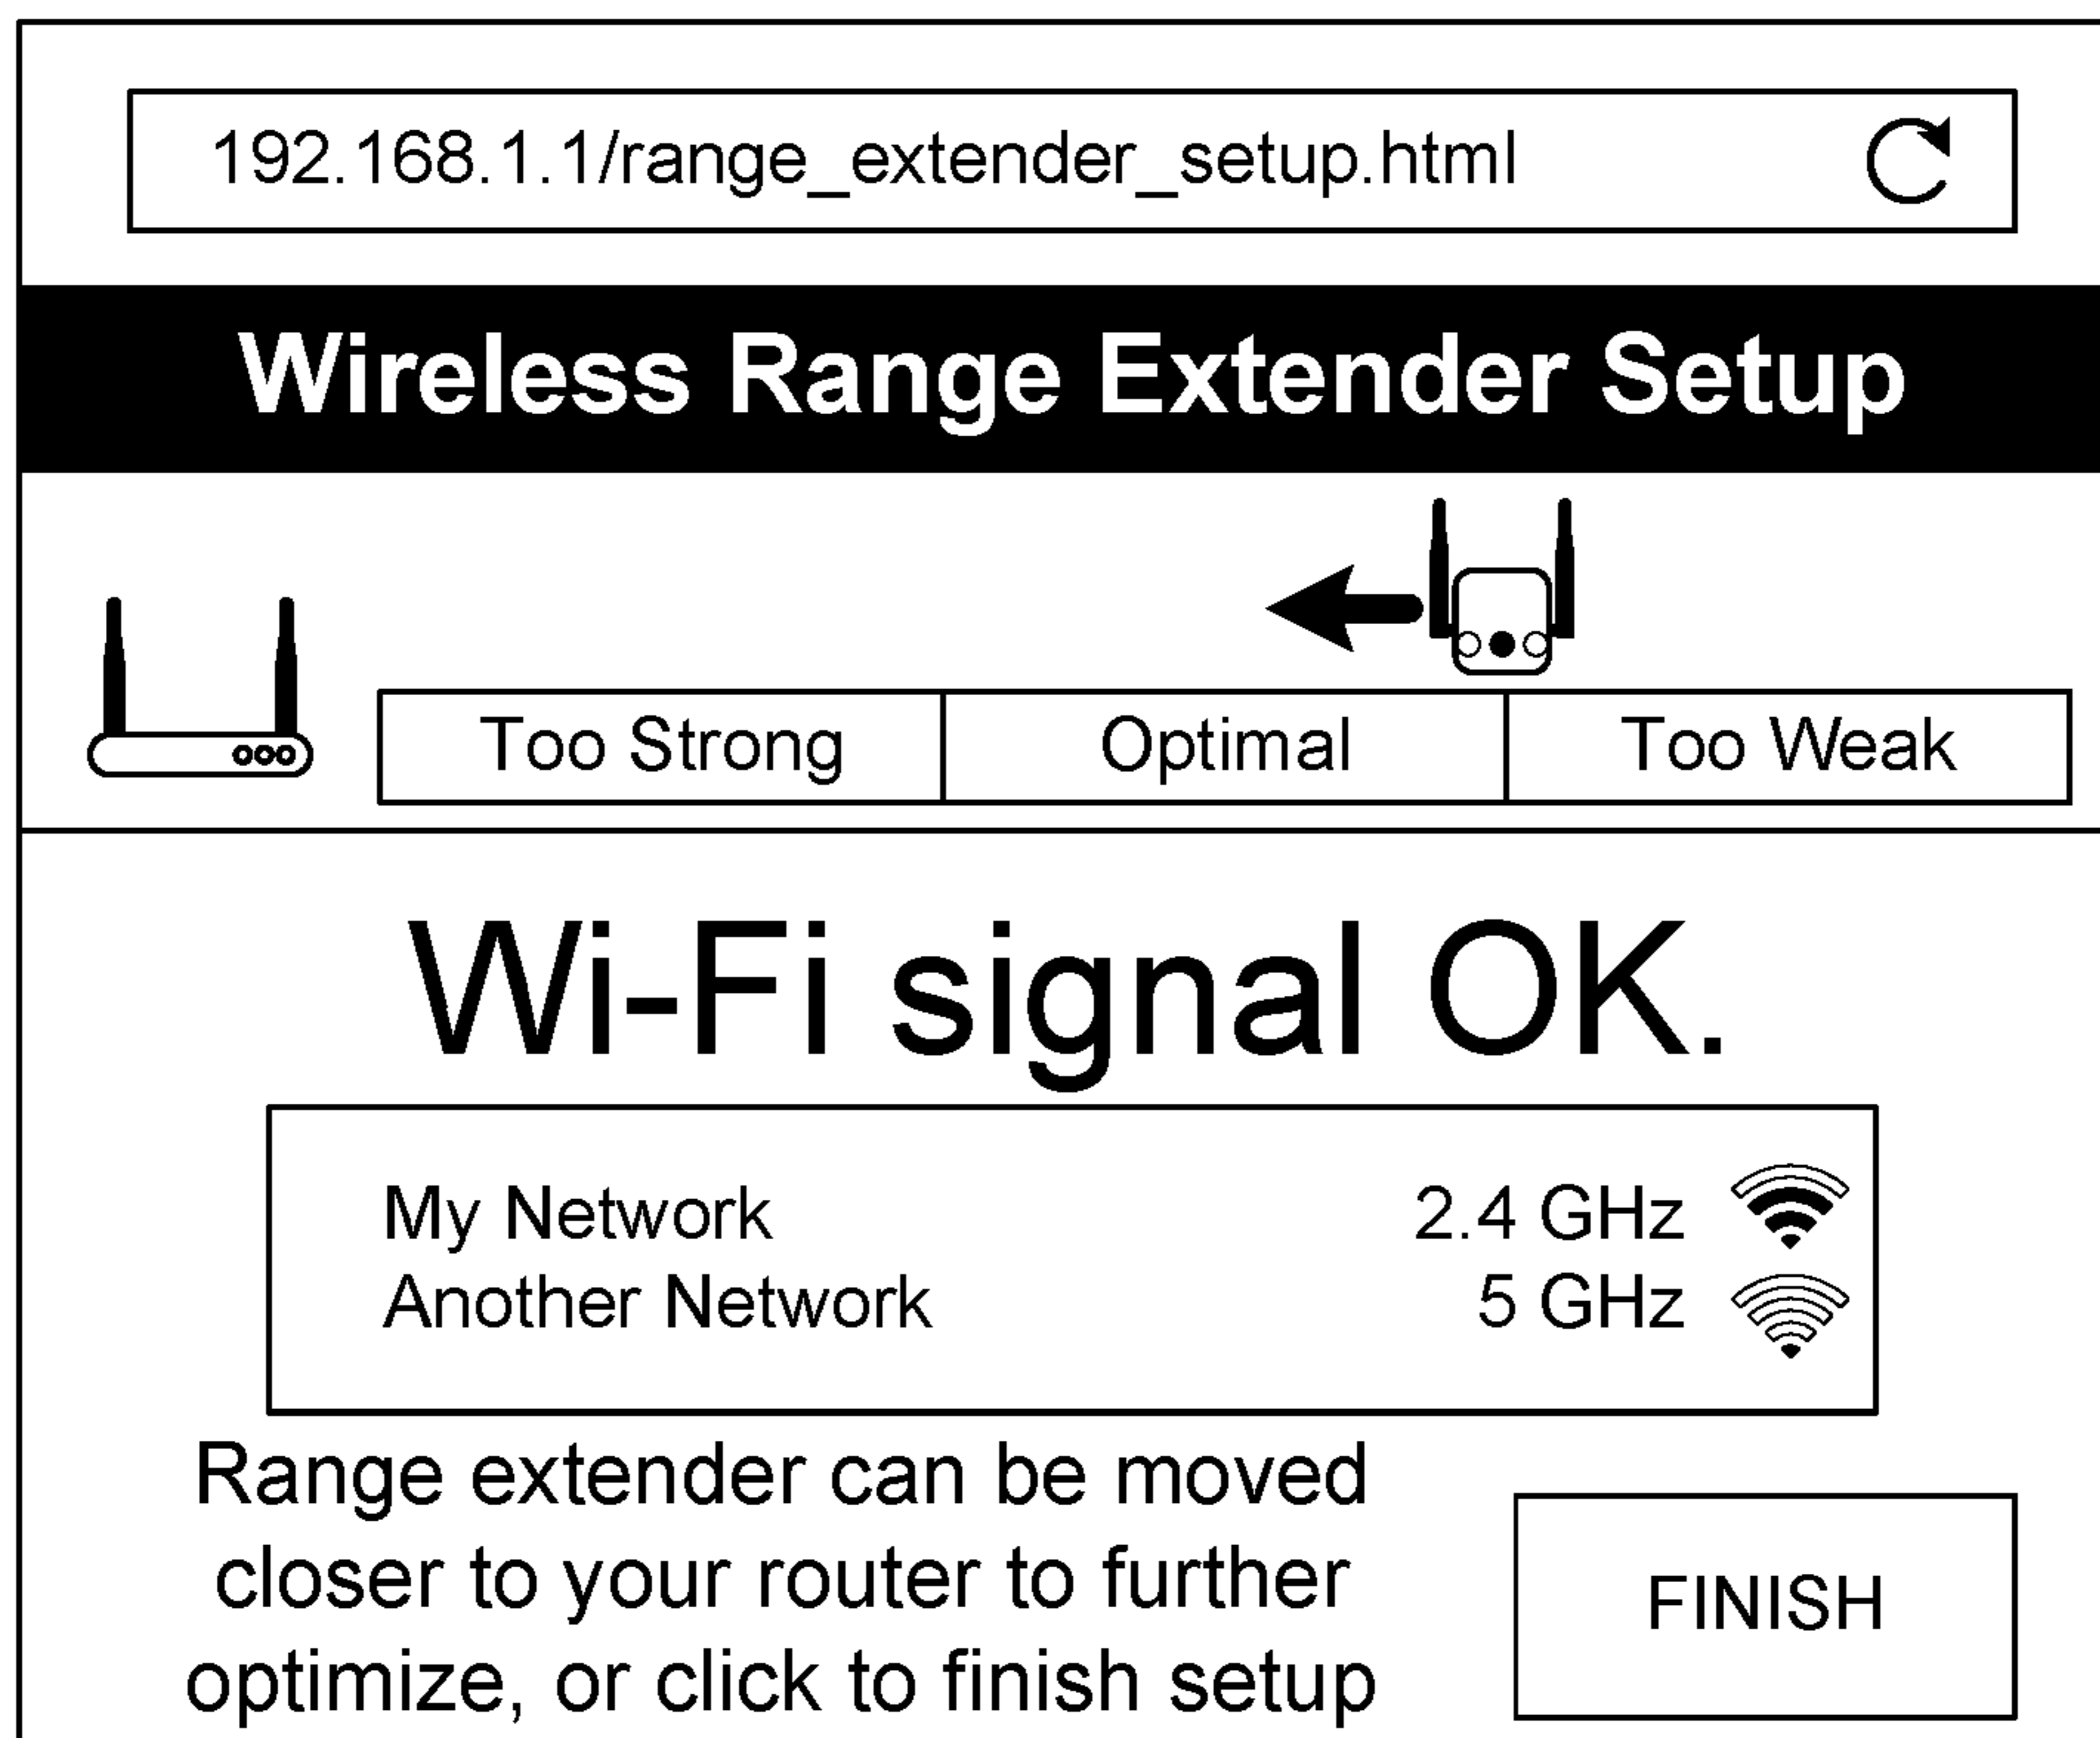 192.168.1.1/range_extender_setup.html
Wireless Range Extender Setup
Too Strong Optimal Too Weak
Wi-Fi signal OK.
My Network 2.4 GHz
Another Network 5 GHz
Range extender can be moved
closer to your router to further
optimize, or click to finish setup
FINISH